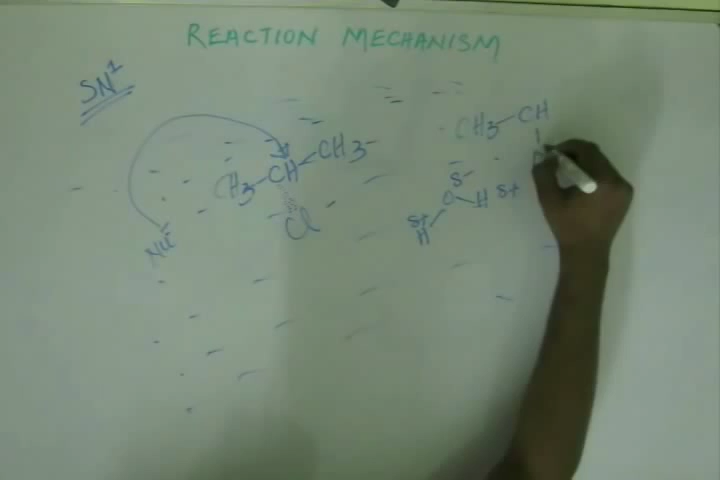 REACTION MECHANISM
SN1
CH3-CH
CH3-
CH3-CH
Cl
Nu-
δ-
O-H δ+
δ+
H